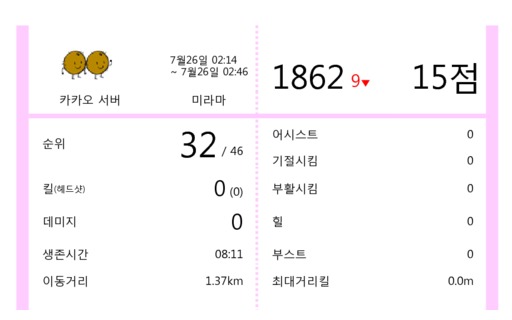 7월26일 02:14
~ 7월26일 02:46
카카오 서버 미라마
1862 9▼ 15점
순위 32 / 46
킬(헤드샷) 0 (0)
데미지 0
생존시간 08:11
이동거리 1.37km
어시스트 0
기절시킴 0
부활시킴 0
힐 0
부스트 0
최대거리킬 0.0m